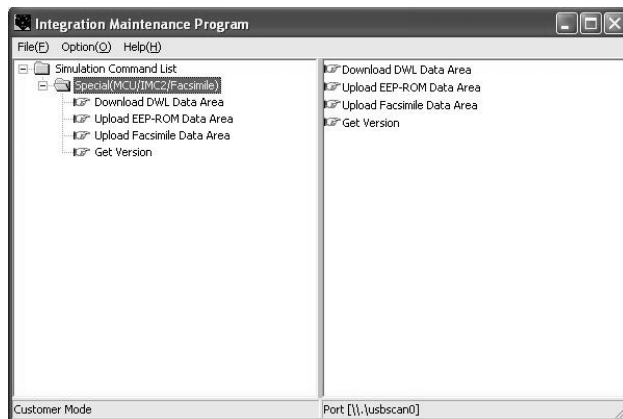 Integration Maintenance Program
File(F) Option(O) Help(H)
Simulation Command List
Special(MCU/IMC2/Facsimile)
Download DWL Data Area
Upload EEP-ROM Data Area
Upload Facsimile Data Area
Get Version
Download DWL Data Area
Upload EEP-ROM Data Area
Upload Facsimile Data Area
Get Version
Customer Mode
Port [\\.\usbscan0]